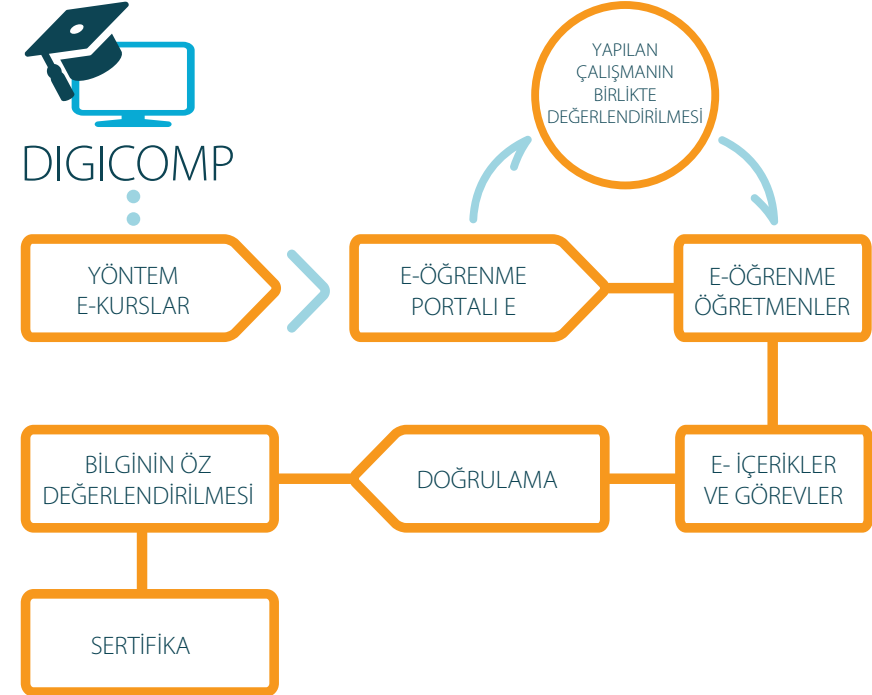 DIGICOMP
YAPILAN
ÇALIŞMANIN
BİRLİKTE
DEĞERLENDİRİLMESİ
YÖNTEM
E-KURSLAR
E-ÖĞRENME
PORTALI E
E-ÖĞRENME
ÖĞRETMENLER
E- İÇERİKLER
VE GÖREVLER
DOĞRULAMA
BİLGİNİN ÖZ
DEĞERLENDİRİLMESİ
SERTİFİKA